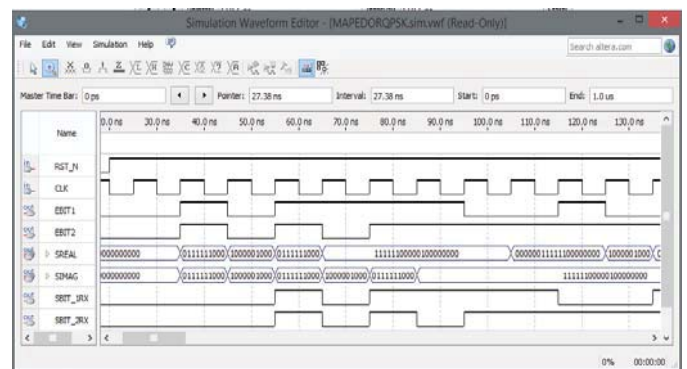 Simulation Waveform Editor - [MAPEDORQPSK.sim.vwf (Read-Only)]
File Edit View Simulation Help
Search altera.com
Master Time Bar: 0 ps Pointer: 27.38 ns Interval: 27.38 ns Start: 0 ps End: 1.0 us
Name 0.0 ns 30.0 ns 40.0 ns 50.0 ns 60.0 ns 70.0 ns 80.0 ns 90.0 ns 100.0 ns 110.0 ns 120.0 ns 130.0 ns
RST_N
CLK
EBIT1
EBIT2
SREAL
SIMAG
SBIT_1RX
SBIT_2RX
0% 00:00:00